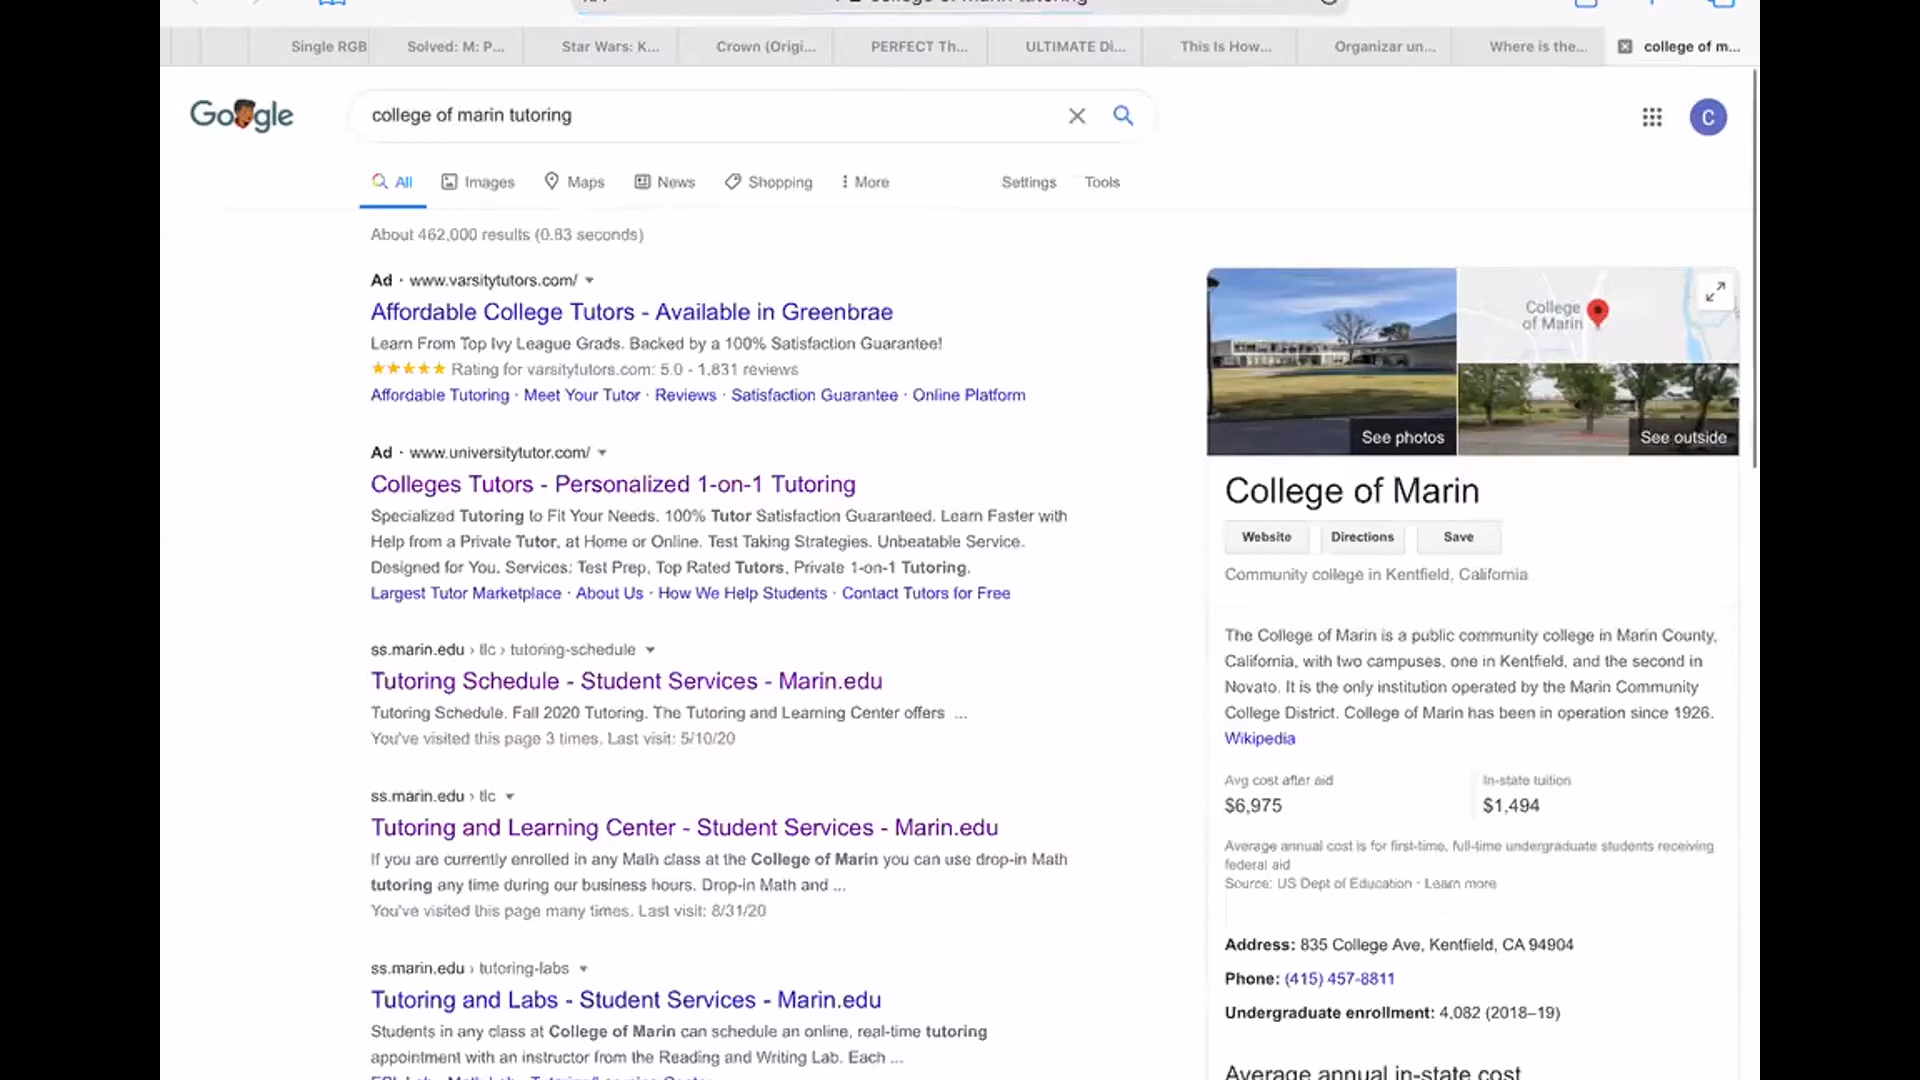 Single RGB
Solved: M: P...
Star Wars: K...
Crown (Origi...
PERFECT Th...
ULTIMATE Di...
This Is How...
Organizar un...
Where is the...
college of m...
Google
college of marin tutoring
C
All
Images
Maps
News
Shopping
More
Settings
Tools
About 462,000 results (0.83 seconds)
Ad · www.varsitytutors.com/
Affordable College Tutors - Available in Greenbrae
Learn From Top Ivy League Grads. Backed by a 100% Satisfaction Guarantee!
Rating for varsitytutors.com: 5.0 - 1,831 reviews
Affordable Tutoring · Meet Your Tutor · Reviews · Satisfaction Guarantee · Online Platform
Ad · www.universitytutor.com/
Colleges Tutors - Personalized 1-on-1 Tutoring
Specialized Tutoring to Fit Your Needs. 100% Tutor Satisfaction Guaranteed. Learn Faster with
Help from a Private Tutor, at Home or Online. Test Taking Strategies. Unbeatable Service.
Designed for You. Services: Test Prep, Top Rated Tutors, Private 1-on-1 Tutoring.
Largest Tutor Marketplace · About Us · How We Help Students · Contact Tutors for Free
ss.marin.edu › tlc › tutoring-schedule
Tutoring Schedule - Student Services - Marin.edu
Tutoring Schedule. Fall 2020 Tutoring. The Tutoring and Learning Center offers ...
You've visited this page 3 times. Last visit: 5/10/20
ss.marin.edu › tlc
Tutoring and Learning Center - Student Services - Marin.edu
If you are currently enrolled in any Math class at the College of Marin you can use drop-in Math
tutoring any time during our business hours. Drop-in Math and ...
You've visited this page many times. Last visit: 8/31/20
ss.marin.edu › tutoring-labs
Tutoring and Labs - Student Services - Marin.edu
Students in any class at College of Marin can schedule an online, real-time tutoring
appointment with an instructor from the Reading and Writing Lab. Each ...
College
of Marin
See photos
See outside
College of Marin
Website
Directions
Save
Community college in Kentfield, California
The College of Marin is a public community college in Marin County,
California, with two campuses, one in Kentfield, and the second in
Novato. It is the only institution operated by the Marin Community
College District. College of Marin has been in operation since 1926.
Wikipedia
Avg cost after aid
In-state tuition
$6,975
$1,494
Average annual cost is for first-time, full-time undergraduate students receiving
federal aid
Source: US Dept of Education · Learn more
Address: 835 College Ave, Kentfield, CA 94904
Phone: (415) 457-8811
Undergraduate enrollment: 4,082 (2018–19)
Average annual in-state cost